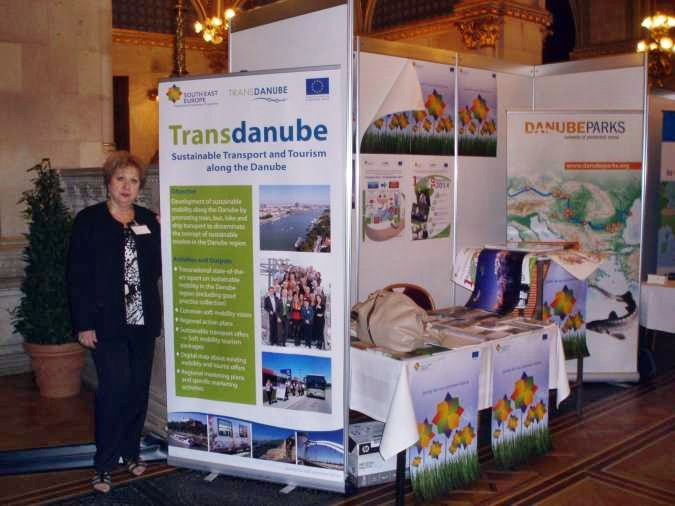 SOUTH EAST
EUROPE
TRANSDANUBE
Transdanube
Sustainable Transport and Tourism
along the Danube
Objective
Development of sustainable
mobility along the Danube by
promoting train, bus, bike and
ship transport to disseminate
the concept of sustainable
tourism in the Danube region
Activities and Outputs
Transnational state-of-the-
art report on sustainable
mobility in the Danube
region (including good
practice collection)
Common soft mobility vision
Regional action plans
Sustainable transport offers
Soft mobility tourism
packages
Digital map about existing
mobility and tourist offers
Regional marketing plans
and specific marketing
activities
2014
DANUBEPARKS
www.danubeparks.org
hp